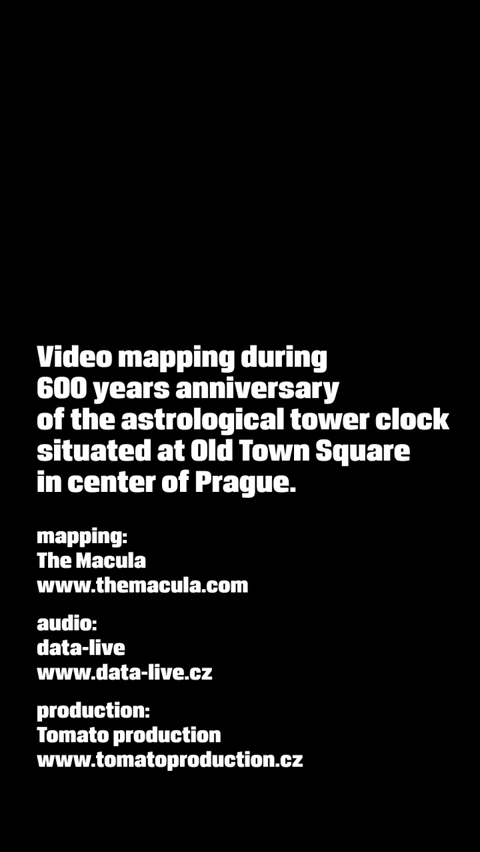 Video mapping during
600 years anniversary
of the astrological tower clock
situated at Old Town Square
in center of Prague.
mapping:
The Macula
www.themacula.com
audio:
data-live
www.data-live.cz
production:
Tomato production
www.tomatoproduction.cz